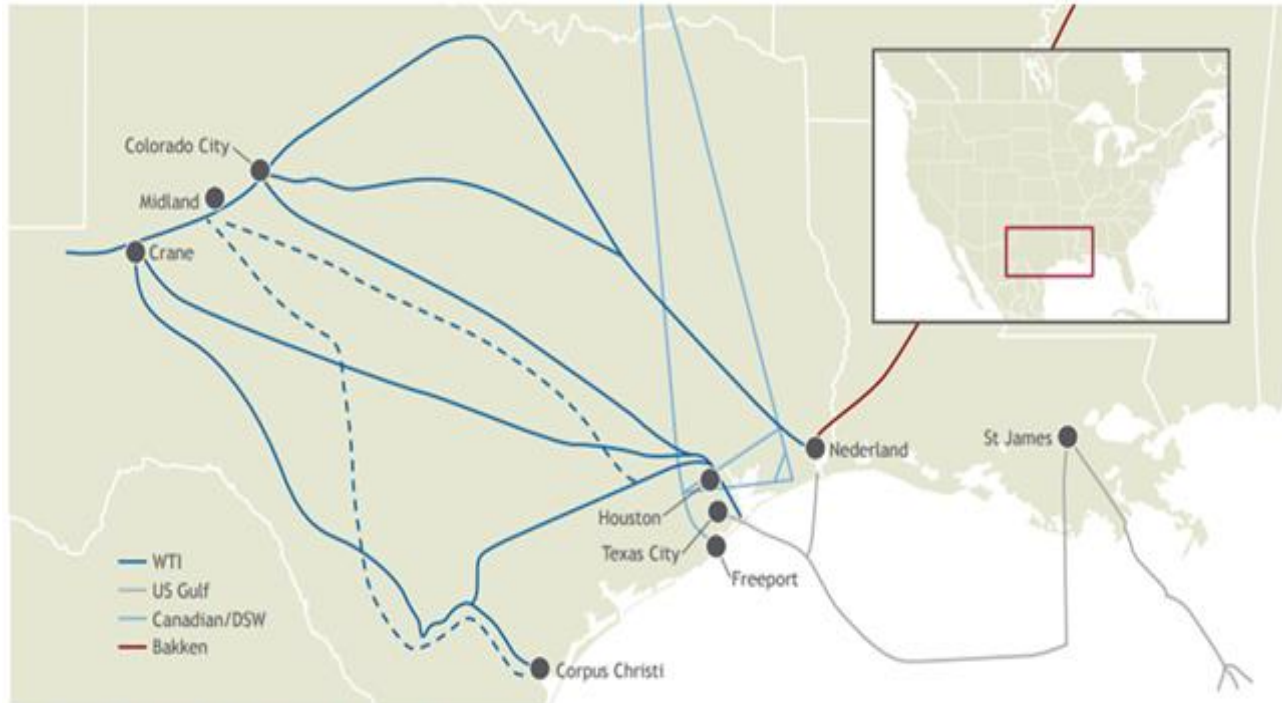 Colorado City
Midland
Crane
Nederland
St James
Houston
Texas City
Freeport
Corpus Christi
WTI
US Gulf
Canadian/DSW
Bakken